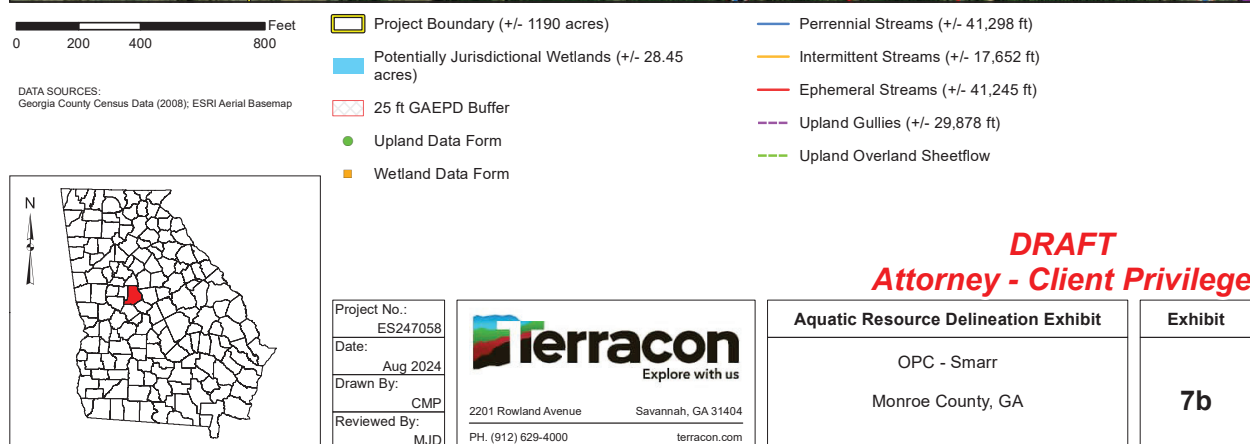 Feet
0 200 400 800
DATA SOURCES:
Georgia County Census Data (2008); ESRI Aerial Basemap
Project Boundary (+/- 1190 acres)
Potentially Jurisdictional Wetlands (+/- 28.45
acres)
25 ft GAEPD Buffer
Upland Data Form
Wetland Data Form
Perrennial Streams (+/- 41,298 ft)
Intermittent Streams (+/- 17,652 ft)
Ephemeral Streams (+/- 41,245 ft)
Upland Gullies (+/- 29,878 ft)
Upland Overland Sheetflow
N
DRAFT
Attorney - Client Privilege
Project No.:
ES247058
Date:
Aug 2024
Drawn By:
CMP
Reviewed By:
MJD
Terracon
Explore with us
2201 Rowland Avenue Savannah, GA 31404
PH. (912) 629-4000 terracon.com
Aquatic Resource Delineation Exhibit
OPC - Smarr
Monroe County, GA
Exhibit
7b